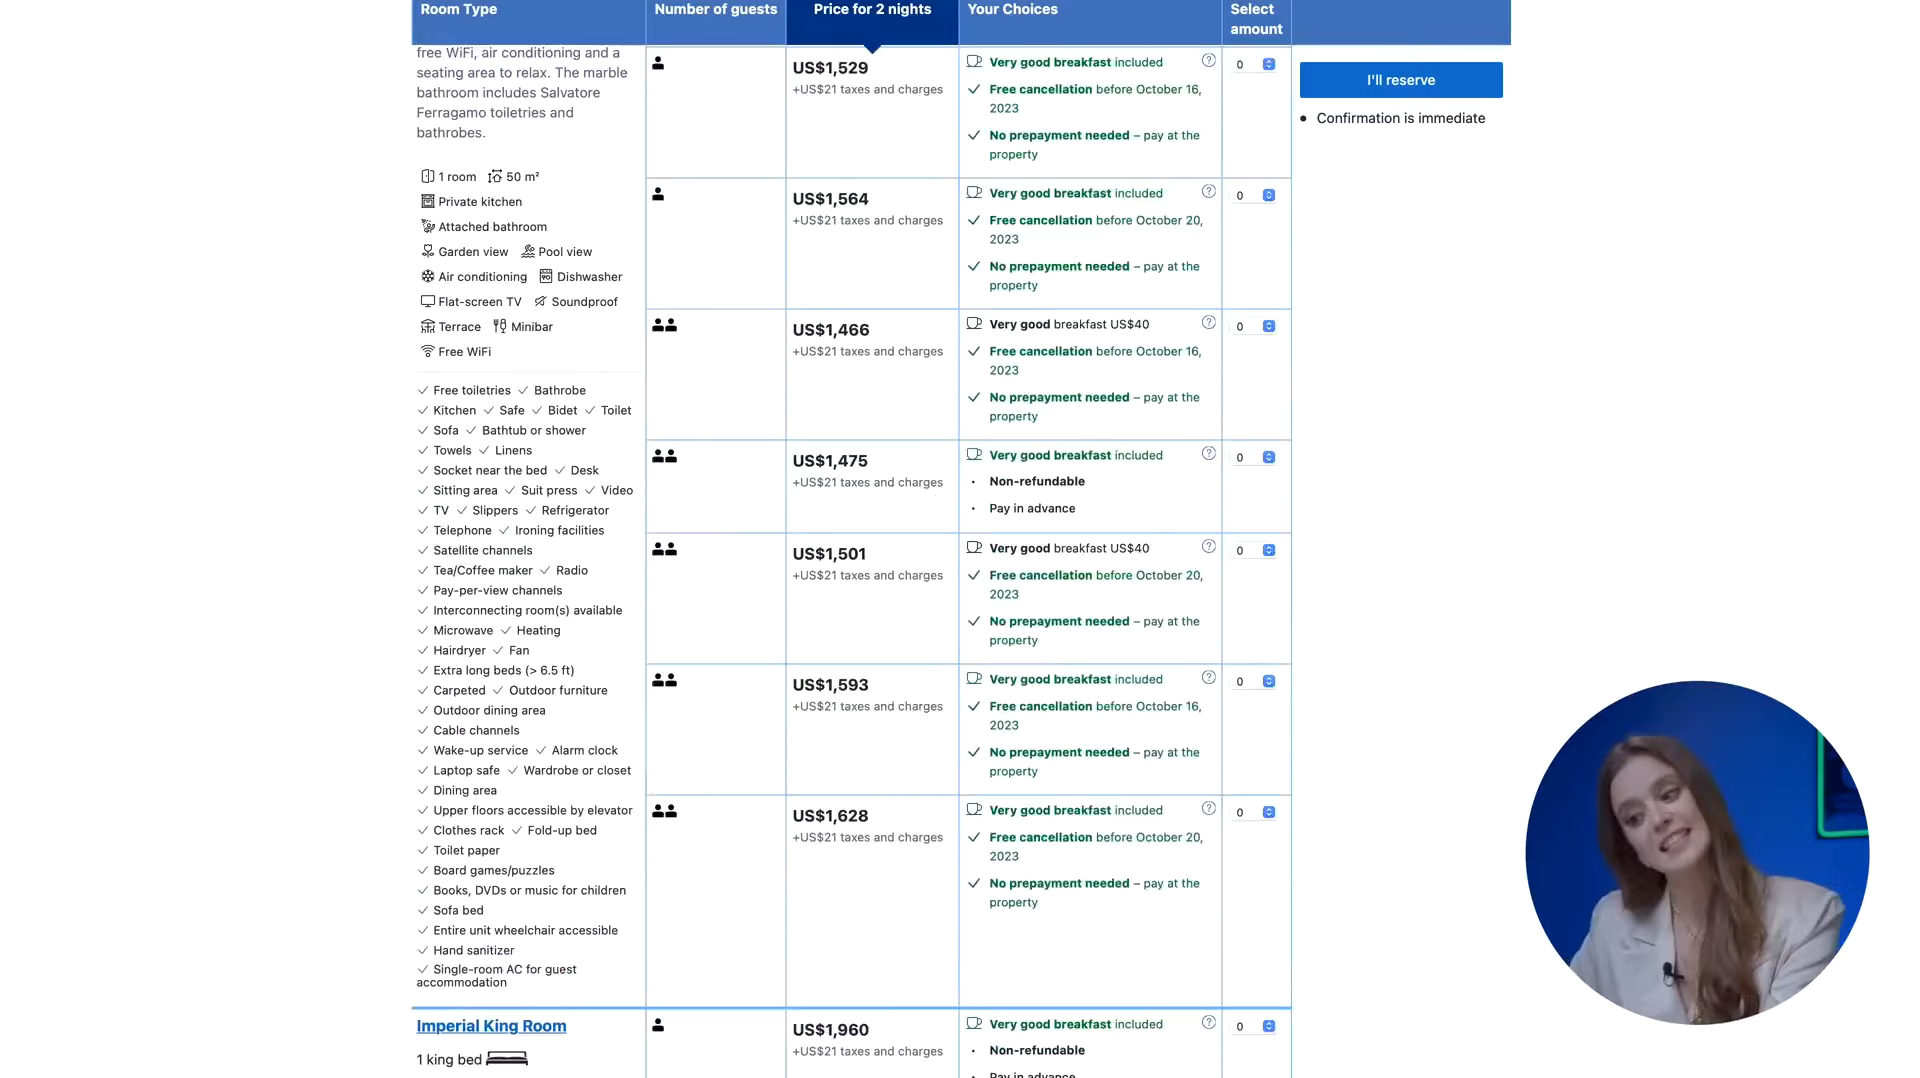 Room Type
Number of guests
Price for 2 nights
Your Choices
Select
amount
free WiFi, air conditioning and a
seating area to relax. The marble
bathroom includes Salvatore
Ferragamo toiletries and
bathrobes.
1 room 50 m²
Private kitchen
Attached bathroom
Garden view Pool view
Air conditioning Dishwasher
Flat-screen TV Soundproof
Terrace Minibar
Free WiFi
Free toiletries Bathrobe
Kitchen Safe Bidet Toilet
Sofa Bathtub or shower
Towels Linens
Socket near the bed Desk
Sitting area Suit press Video
TV Slippers Refrigerator
Telephone Ironing facilities
Satellite channels
Tea/Coffee maker Radio
Pay-per-view channels
Interconnecting room(s) available
Microwave Heating
Hairdryer Fan
Extra long beds (> 6.5 ft)
Carpeted Outdoor furniture
Outdoor dining area
Cable channels
Wake-up service Alarm clock
Laptop safe Wardrobe or closet
Dining area
Upper floors accessible by elevator
Clothes rack Fold-up bed
Toilet paper
Board games/puzzles
Books, DVDs or music for children
Sofa bed
Entire unit wheelchair accessible
Hand sanitizer
Single-room AC for guest
accommodation
US$1,529
+US$21 taxes and charges
Very good breakfast included
Free cancellation before October 16,
2023
No prepayment needed – pay at the
property
0
US$1,564
+US$21 taxes and charges
Very good breakfast included
Free cancellation before October 20,
2023
No prepayment needed – pay at the
property
0
US$1,466
+US$21 taxes and charges
Very good breakfast US$40
Free cancellation before October 16,
2023
No prepayment needed – pay at the
property
0
US$1,475
+US$21 taxes and charges
Very good breakfast included
Non-refundable
Pay in advance
0
US$1,501
+US$21 taxes and charges
Very good breakfast US$40
Free cancellation before October 20,
2023
No prepayment needed – pay at the
property
0
US$1,593
+US$21 taxes and charges
Very good breakfast included
Free cancellation before October 16,
2023
No prepayment needed – pay at the
property
0
US$1,628
+US$21 taxes and charges
Very good breakfast included
Free cancellation before October 20,
2023
No prepayment needed – pay at the
property
0
I'll reserve
Confirmation is immediate
Imperial King Room
1 king bed
US$1,960
+US$21 taxes and charges
Very good breakfast included
Non-refundable
Pay in advance
0